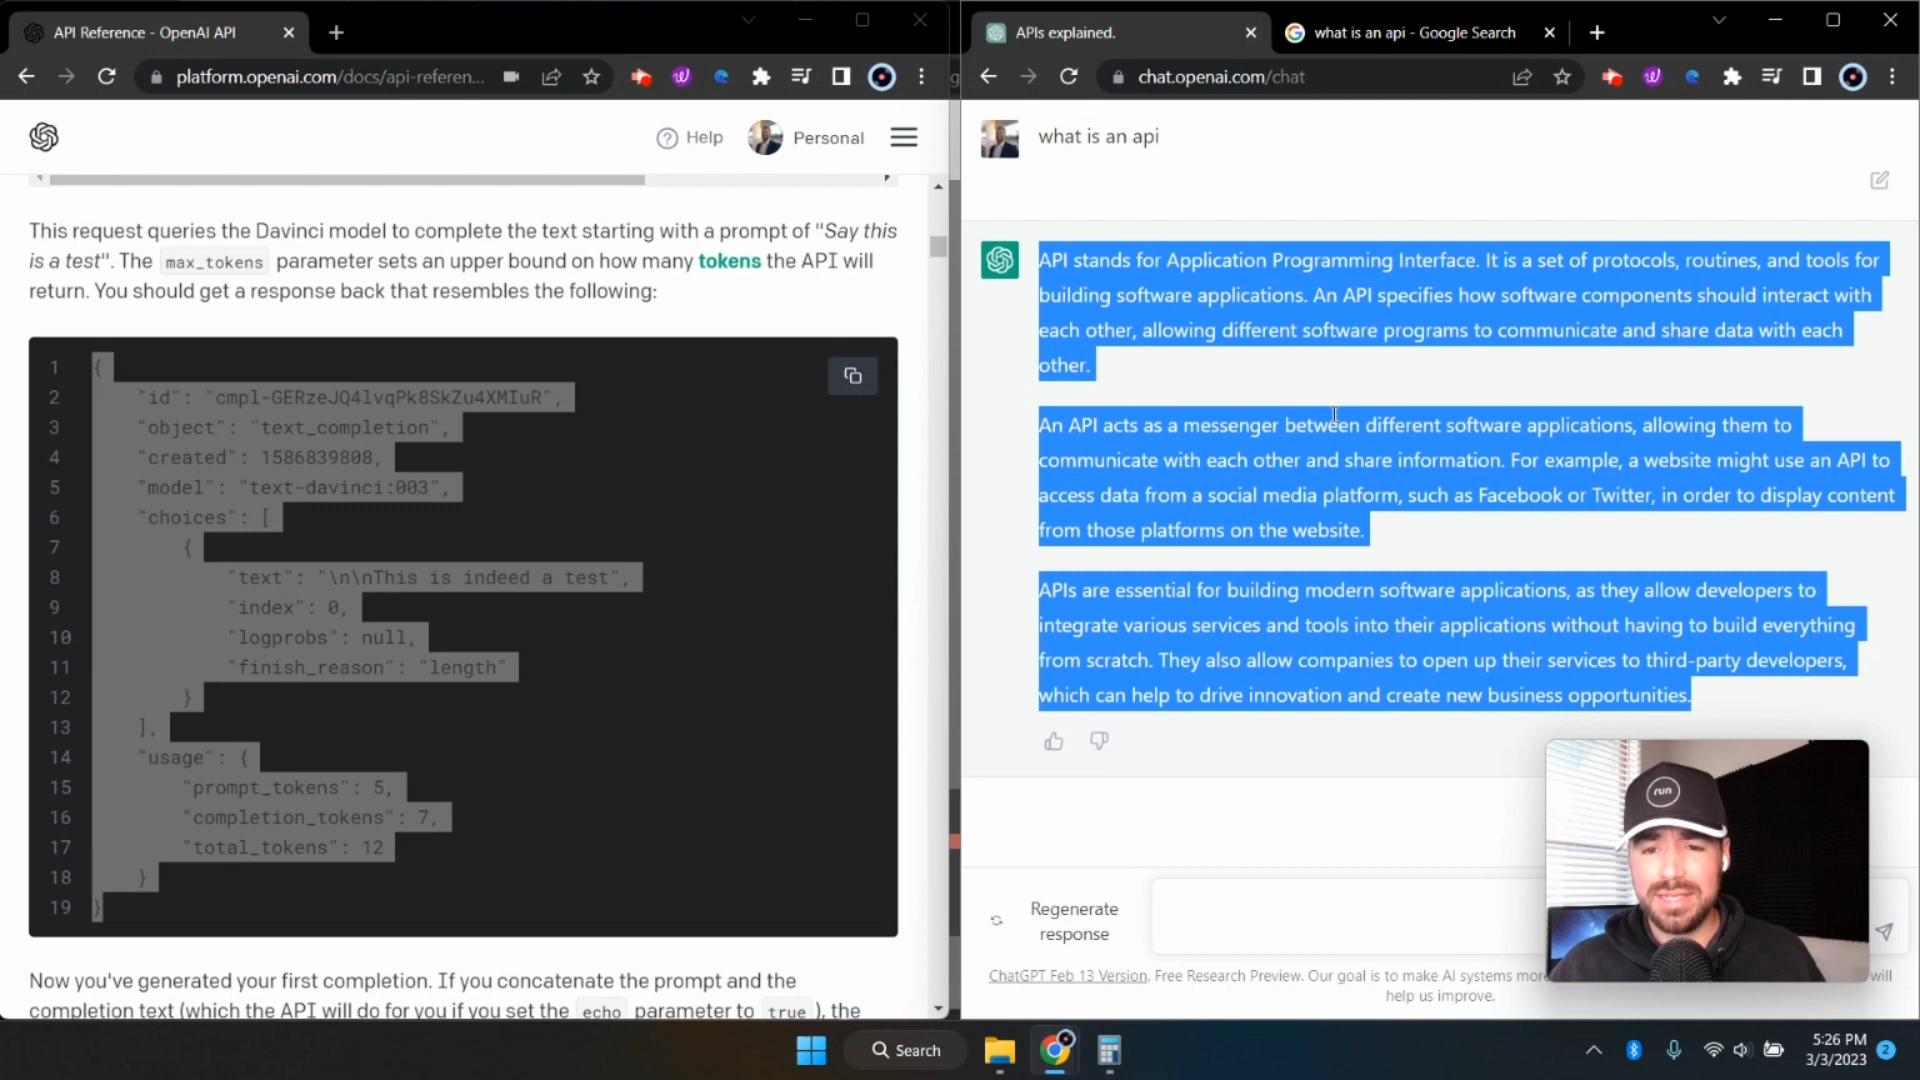 API Reference - OpenAI API
platform.openai.com/docs/api-referen...
Help
Personal
This request queries the Davinci model to complete the text starting with a prompt of "Say this
is a test". The max_tokens parameter sets an upper bound on how many tokens the API will
return. You should get a response back that resembles the following:
1 {
2 "id": "cmpl-GERzeJQ4lvqPk8SkZu4XMIuR",
3 "object": "text_completion",
4 "created": 1586839808,
5 "model": "text-davinci:003",
6 "choices": [
7 {
8 "text": "\n\nThis is indeed a test",
9 "index": 0,
10 "logprobs": null,
11 "finish_reason": "length"
12 }
13 ],
14 "usage": {
15 "prompt_tokens": 5,
16 "completion_tokens": 7,
17 "total_tokens": 12
18 }
19 }
Now you've generated your first completion. If you concatenate the prompt and the
completion text (which the API will do for you if you set the echo parameter to true ), the
APIs explained.
what is an api - Google Search
chat.openai.com/chat
what is an api
API stands for Application Programming Interface. It is a set of protocols, routines, and tools for
building software applications. An API specifies how software components should interact with
each other, allowing different software programs to communicate and share data with each
other.
An API acts as a messenger between different software applications, allowing them to
communicate with each other and share information. For example, a website might use an API to
access data from a social media platform, such as Facebook or Twitter, in order to display content
from those platforms on the website.
APIs are essential for building modern software applications, as they allow developers to
integrate various services and tools into their applications without having to build everything
from scratch. They also allow companies to open up their services to third-party developers,
which can help to drive innovation and create new business opportunities.
run
Regenerate
response
ChatGPT Feb 13 Version. Free Research Preview. Our goal is to make AI systems more will
help us improve.
Search
5:26 PM
3/3/2023
2